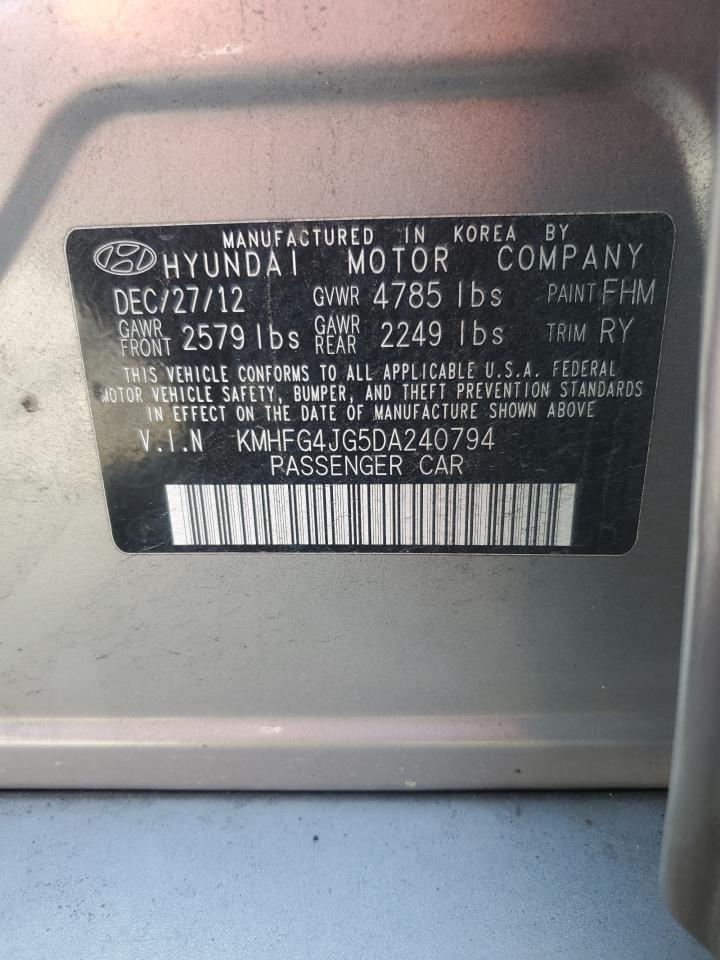 MANUFACTURED IN KOREA BY
HYUNDAI MOTOR COMPANY
DEC/27/12 GVWR 4785 lbs PAINT FHM
GAWR FRONT 2579 lbs GAWR REAR 2249 lbs TRIM RY
THIS VEHICLE CONFORMS TO ALL APPLICABLE U.S.A. FEDERAL
MOTOR VEHICLE SAFETY, BUMPER, AND THEFT PREVENTION STANDARDS
IN EFFECT ON THE DATE OF MANUFACTURE SHOWN ABOVE
V.I.N KMHFG4JG5DA240794
PASSENGER CAR